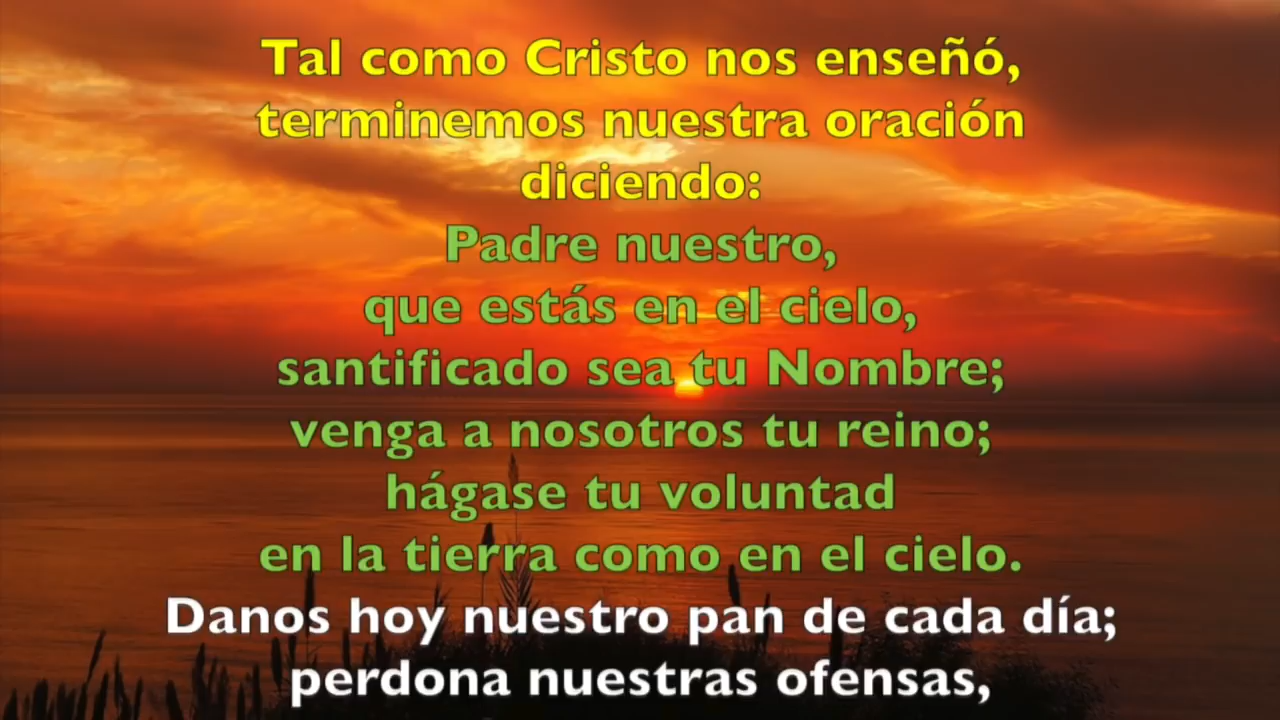 Tal como Cristo nos enseñó,
terminemos nuestra oración
diciendo:
Padre nuestro,
que estás en el cielo,
santificado sea tu Nombre;
venga a nosotros tu reino;
hágase tu voluntad
en la tierra como en el cielo.
Danos hoy nuestro pan de cada día;
perdona nuestras ofensas,